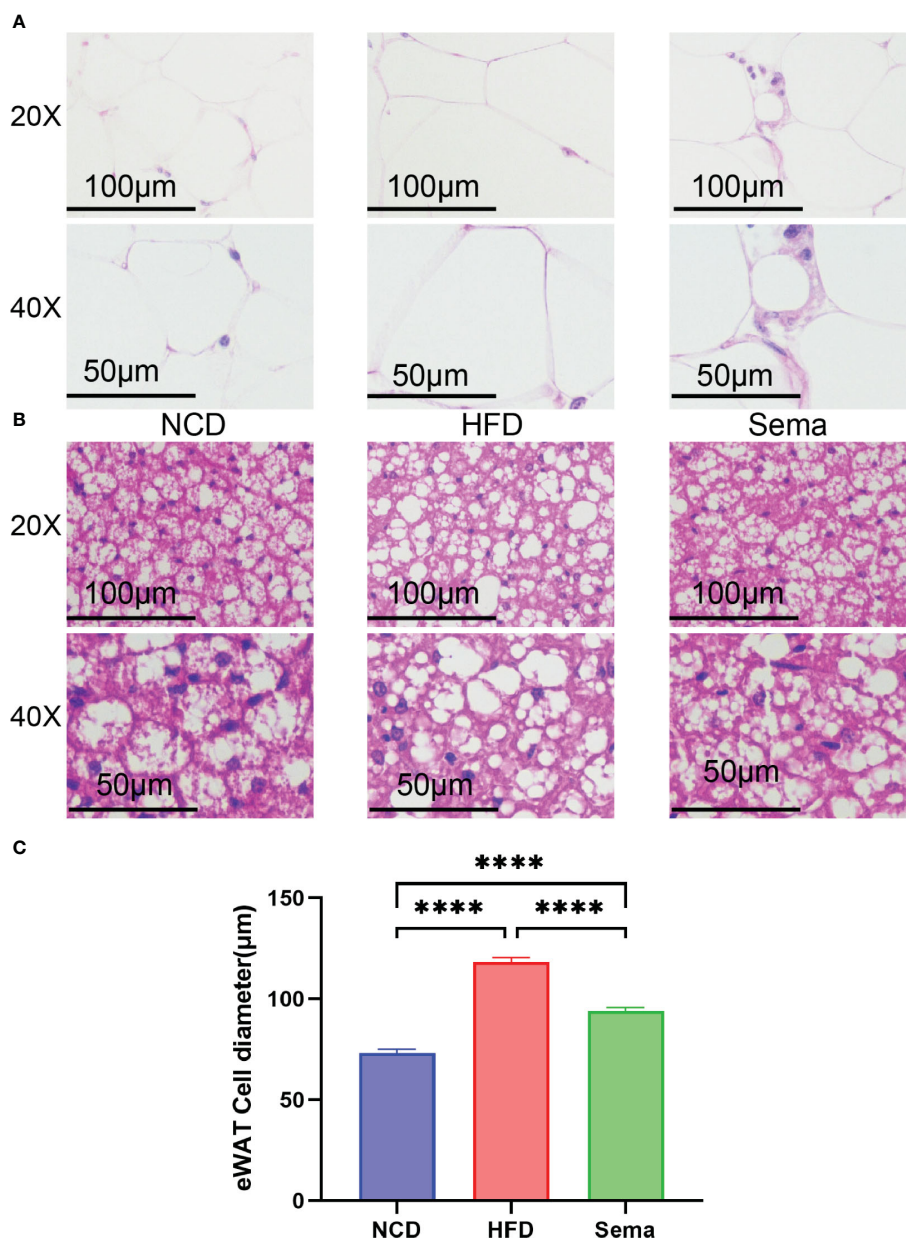 A
20X
100µm
100µm
100µm
40X
50µm
50µm
50µm
B
NCD
HFD
Sema
20X
100µm
100µm
100µm
40X
50µm
50µm
50µm
C
****
****
****
150
100
50
0
eWAT Cell diameter(µm)
NCD
HFD
Sema